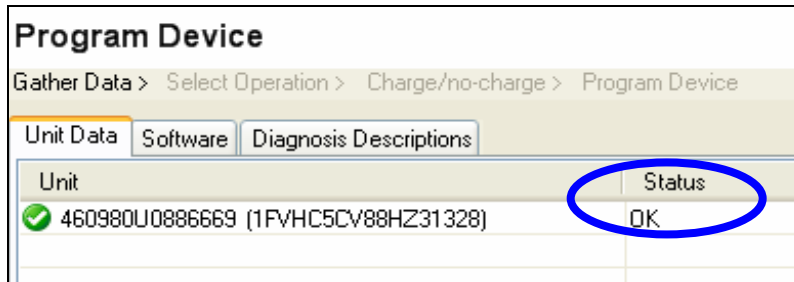 Program Device
Gather Data > Select Operation > Charge/no-charge > Program Device
Unit Data Software Diagnosis Descriptions
Unit Status
460980U0886669 (1FVHC5CV88HZ31328) OK